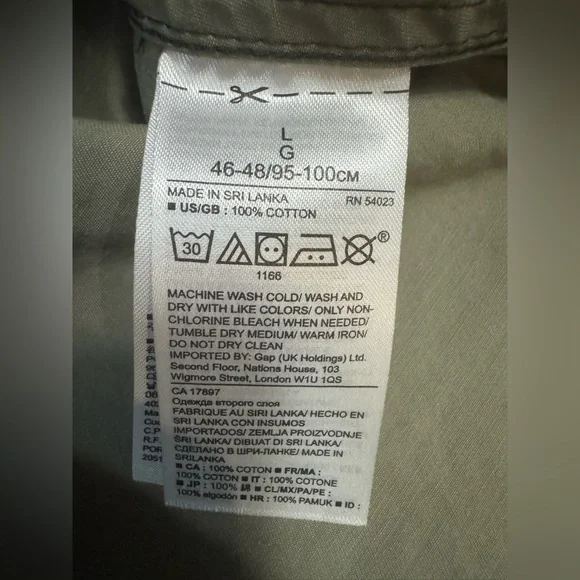 L
G
46-48/95-100CM
MADE IN SRI LANKA RN 54023
■ US/GB : 100% COTTON
30
®
1166
MACHINE WASH COLD/ WASH AND
DRY WITH LIKE COLORS/ ONLY NON-
CHLORINE BLEACH WHEN NEEDED/
TUMBLE DRY MEDIUM/ WARM IRON/
DO NOT DRY CLEAN
IMPORTED BY: Gap (UK Holdings) Ltd.
Second Floor, Nations House, 103
Wigmore Street, London W1U 1QS
CA 17897
Одежда второго слоя
FABRIQUE AU SIRI LANKA/ HECHO EN
SRI LANKA CON INSUMOS
IMPORTADOS/ ZEMLJA PROIZVODNJE
ŠRI LANKA/ DIBUAT DI SRI LANKA/
СДЕЛАНО В ШРИ-ЛАНКЕ/ MADE IN
SRILANKA
■ CA : 100% COTON ■ FR/MA :
100% COTON ■ IT : 100% COTONE
■ JP : 100% 綿 ■ CL/MX/PA/PE :
100% algodón ■ HR : 100% PAMUK ■ ID :